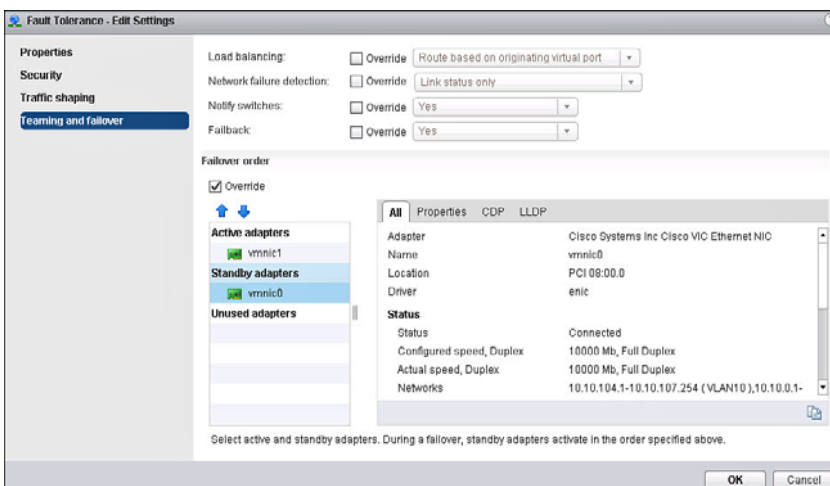 Fault Tolerance - Edit Settings
Properties
Security
Traffic shaping
Teaming and failover
Load balancing: Override Route based on originating virtual port
Network failure detection: Override Link status only
Notify switches: Override Yes
Failback: Override Yes
Failover order
Override
Active adapters
vmnic1
Standby adapters
vmnic0
Unused adapters
All Properties CDP LLDP
Adapter Cisco Systems Inc Cisco VIC Ethernet NIC
Name vmnic0
Location PCI 08:00.0
Driver enic
Status
Status Connected
Configured speed, Duplex 10000 Mb, Full Duplex
Actual speed, Duplex 10000 Mb, Full Duplex
Networks 10.10.104.1-10.10.107.254 ( VLAN10 ),10.10.0.1-
Select active and standby adapters. During a failover, standby adapters activate in the order specified above.
OK Cancel